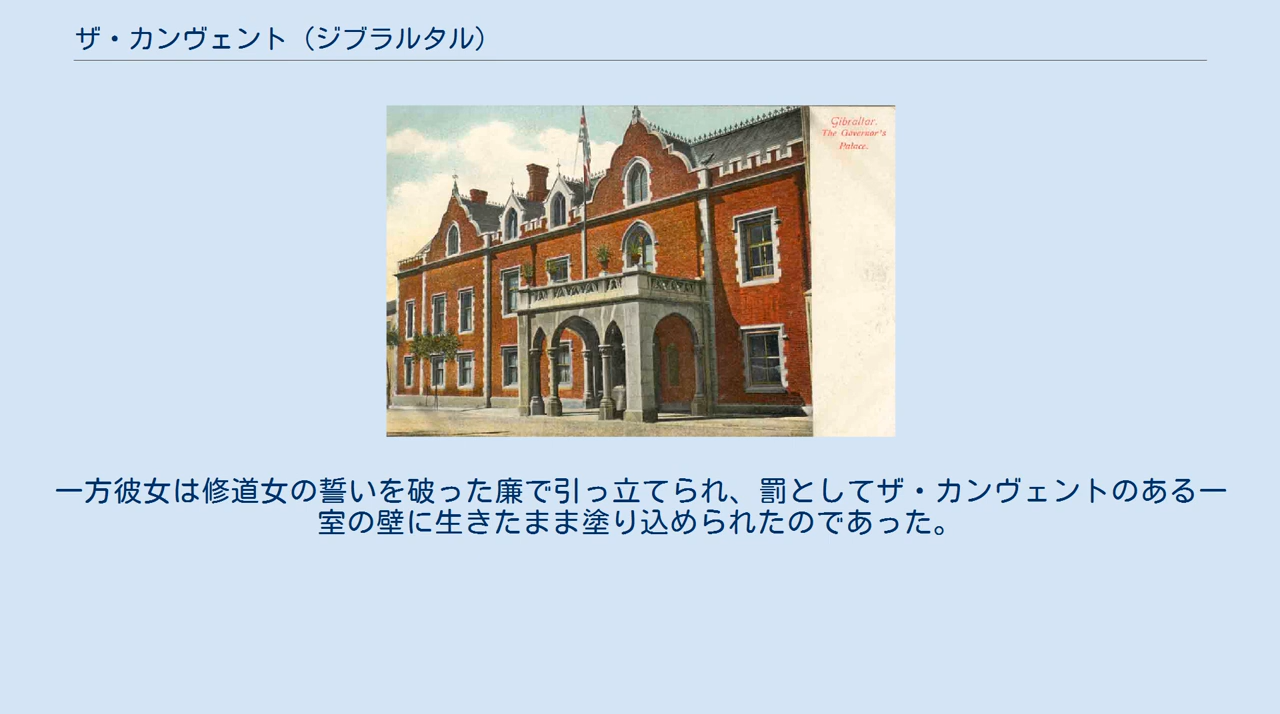 ザ・カンヴェント（ジブラルタル）
Gibraltar.
The Governor's
Palace.
一方彼女は修道女の誓いを破った廉で引っ立てられ、罰としてザ・カンヴェントのある一
室の壁に生きたまま塗り込められたのであった。